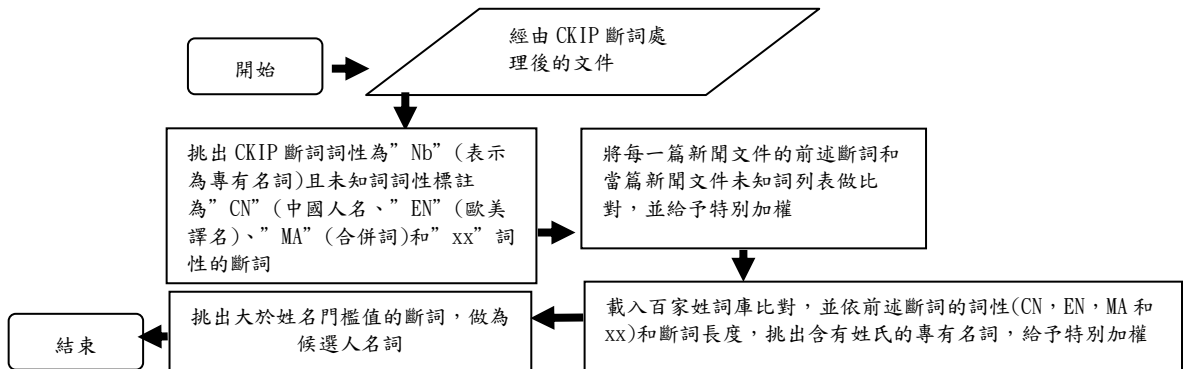 開始
經由 CKIP 斷詞處
理後的文件
挑出 CKIP 斷詞詞性為”Nb”(表示
為專有名詞)且未知詞詞性標註
為”CN”(中國人名、”EN”(歐美
譯名)、”MA”(合併詞)和”xx”詞
性的斷詞
將每一篇新聞文件的前述斷詞和
當篇新聞文件未知詞列表做比
對,並給予特別加權
載入百家姓詞庫比對,並依前述斷詞的詞性(CN,EN,MA 和
xx)和斷詞長度,挑出含有姓氏的專有名詞,給予特別加權
挑出大於姓名門檻值的斷詞,做為
候選人名詞
結束